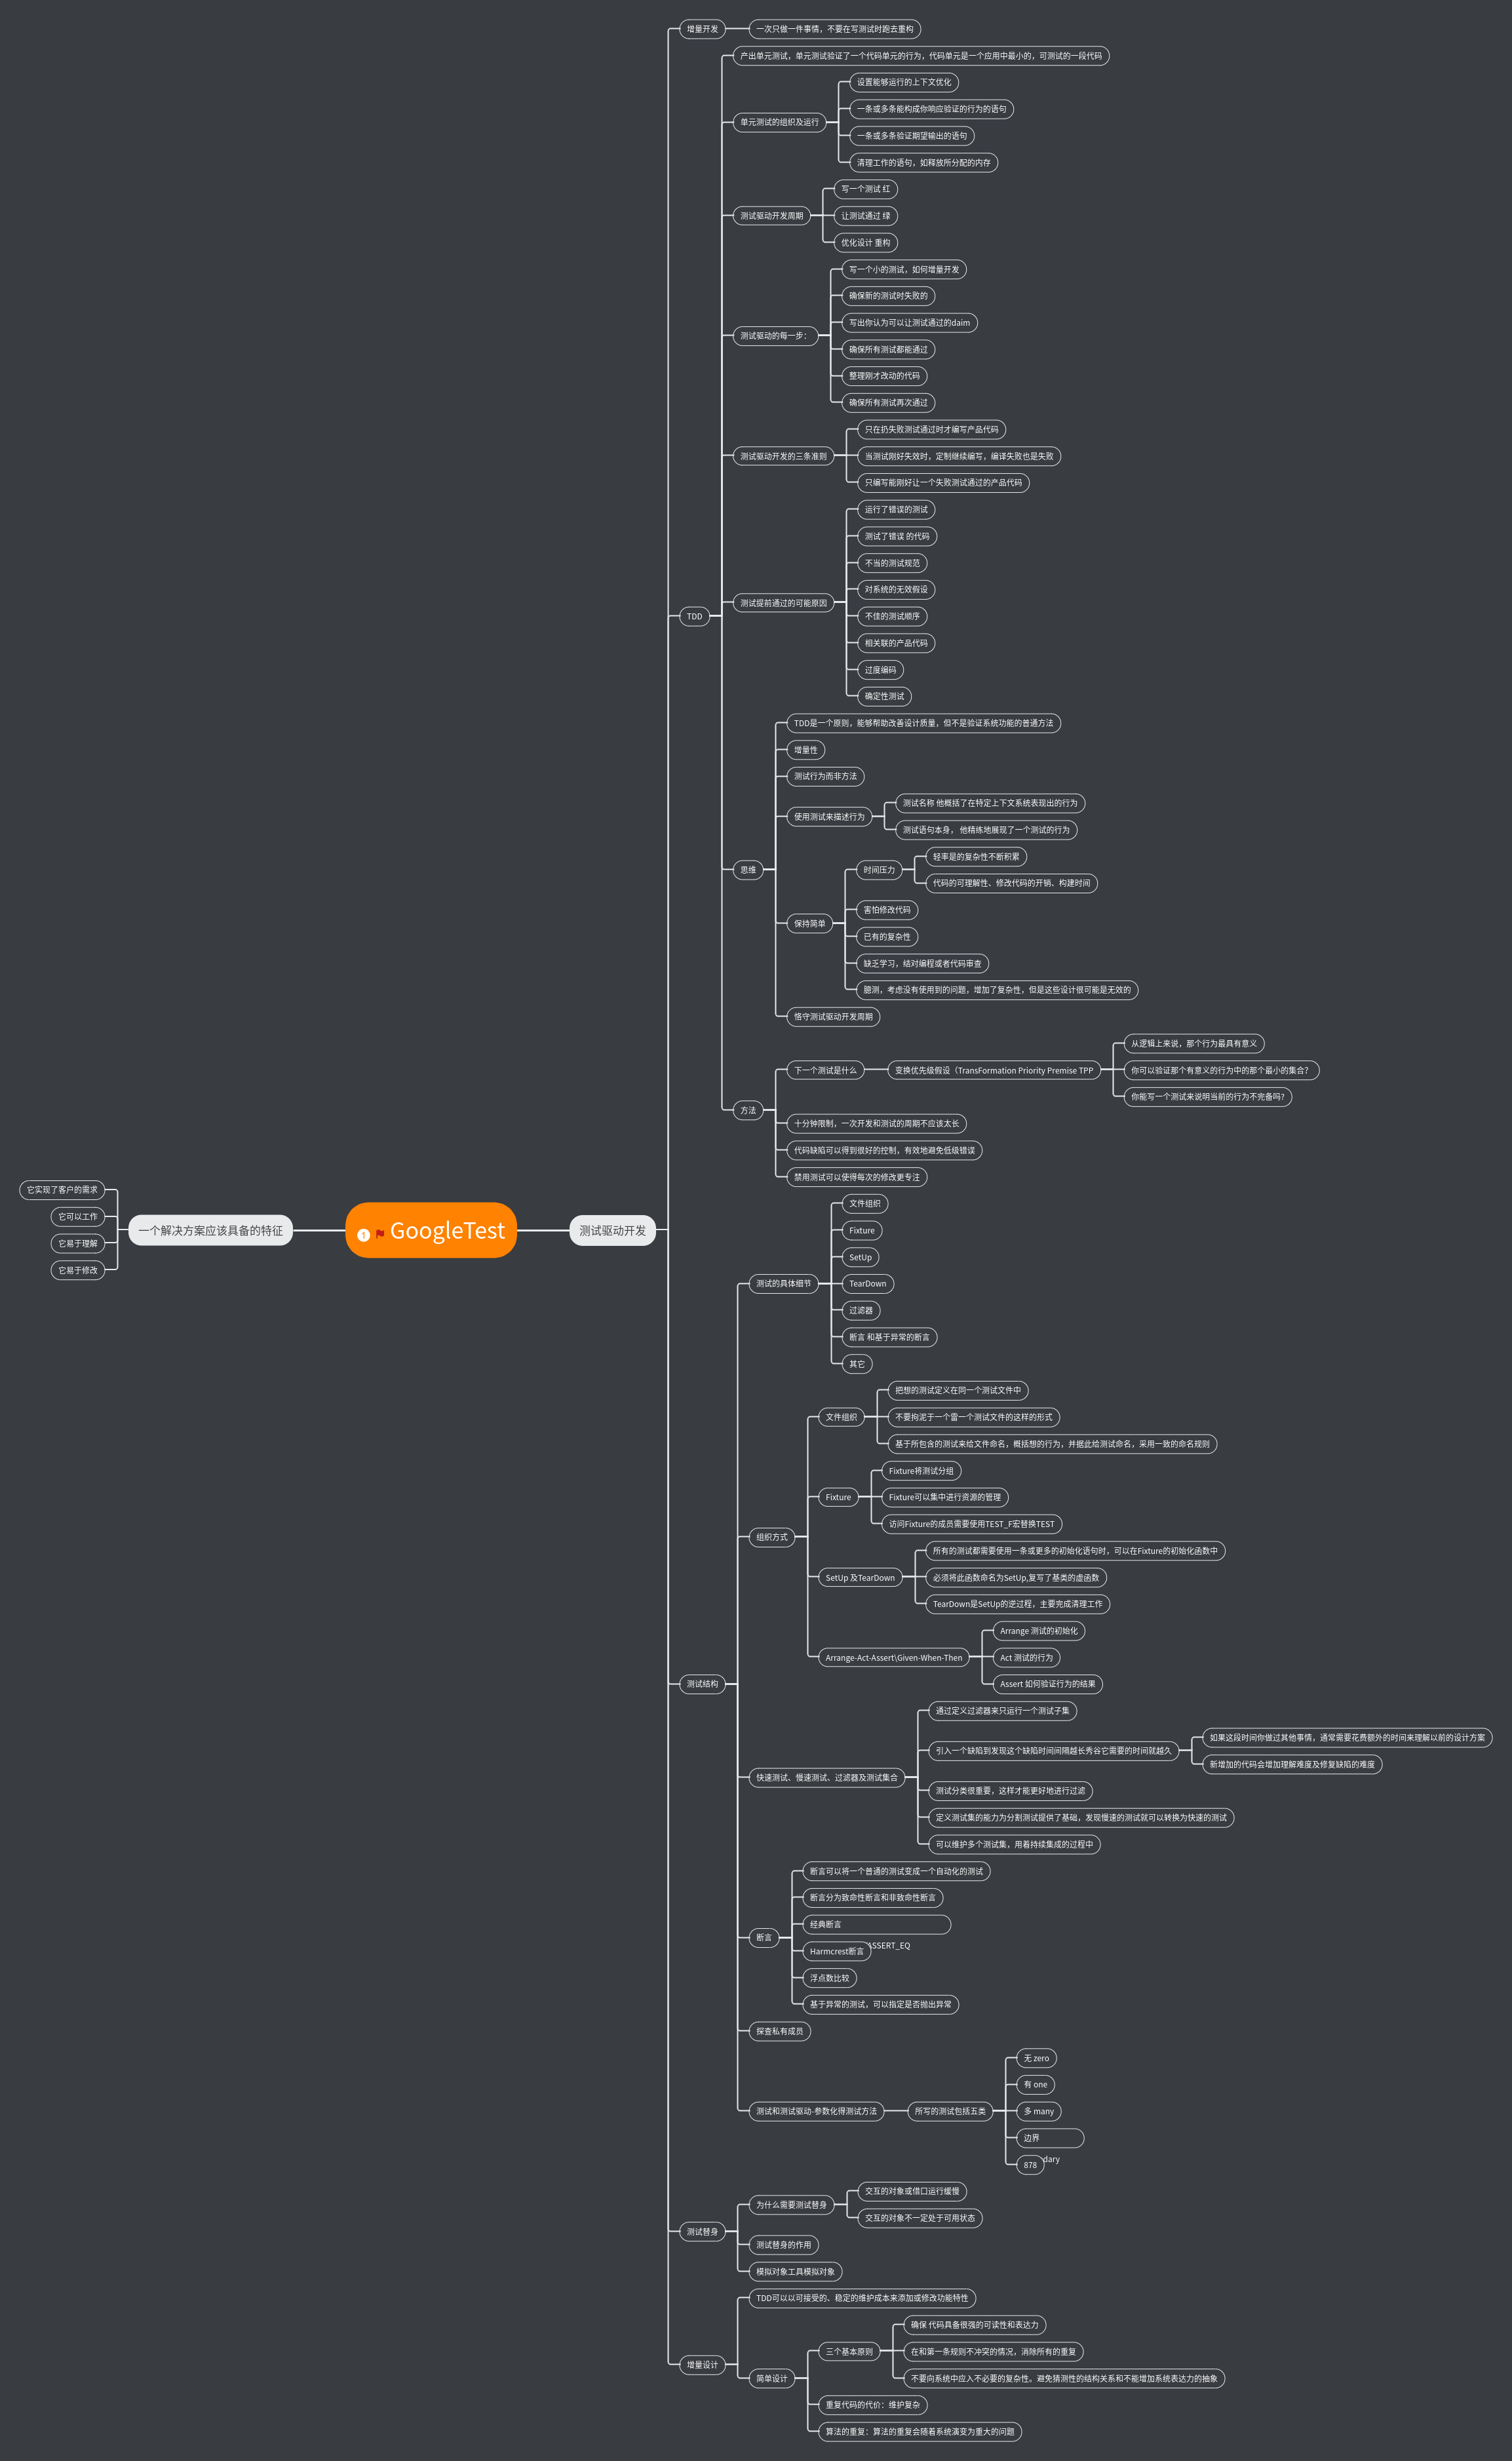 增量开发
一次只做一件事情，不要在写测试时跑去重构
TDD
产出单元测试，单元测试验证了一个代码单元的行为，代码单元是一个应用中最小的，可测试的一段代码
单元测试的组织及运行
设置能够运行的上下文优化
一条或多条能构成你响应验证的行为的语句
一条或多条验证期望输出的语句
清理工作的语句，如释放所分配的内存
测试驱动开发周期
写一个测试 红
让测试通过 绿
优化设计 重构
测试驱动的每一步：
写一个小的测试，如何增量开发
确保新的测试时失败的
写出你认为可以让测试通过的daim
确保所有测试都能通过
整理刚才改动的代码
确保所有测试再次通过
测试驱动开发的三条准则
只在扔失败测试通过时才编写产品代码
当测试刚好失效时，定制继续编写，编译失败也是失败
只编写能刚好让一个失败测试通过的产品代码
测试提前通过的可能原因
运行了错误的测试
测试了错误 的代码
不当的测试规范
对系统的无效假设
不佳的测试顺序
相关联的产品代码
过度编码
确定性测试
思维
TDD是一个原则，能够帮助改善设计质量，但不是验证系统功能的普通方法
增量性
测试行为而非方法
使用测试来描述行为
测试名称 他概括了在特定上下文系统表现出的行为
测试语句本身， 他精练地展现了一个测试的行为
保持简单
时间压力
轻率是的复杂性不断积累
代码的可理解性、修改代码的开销、构建时间
害怕修改代码
已有的复杂性
缺乏学习，结对编程或者代码审查
臆测，考虑没有使用到的问题，增加了复杂性，但是这些设计很可能是无效的
恪守测试驱动开发周期
方法
下一个测试是什么
变换优先级假设（TransFormation Priority Premise TPP
从逻辑上来说，那个行为最具有意义
你可以验证那个有意义的行为中的那个最小的集合？
你能写一个测试来说明当前的行为不完备吗？
十分钟限制，一次开发和测试的周期不应该太长
代码缺陷可以得到很好的控制，有效地避免低级错误
禁用测试可以使得每次的修改更专注
它实现了客户的需求
它可以工作
它易于理解
它易于修改
一个解决方案应该具备的特征
1 GoogleTest
测试驱动开发
测试结构
测试的具体细节
文件组织
Fixture
SetUp
TearDown
过滤器
断言 和基于异常的断言
其它
组织方式
文件组织
把想的测试定义在同一个测试文件中
不要拘泥于一个雷一个测试文件的这样的形式
基于所包含的测试来给文件命名，概括想的行为，并据此给测试命名，采用一致的命名规则
Fixture
Fixture将测试分组
Fixture可以集中进行资源的管理
访问Fixture的成员需要使用TEST_F宏替换TEST
SetUp 及TearDown
所有的测试都需要使用一条或更多的初始化语句时，可以在Fixture的初始化函数中
必须将此函数命名为SetUp,复写了基类的虚函数
TearDown是SetUp的逆过程，主要完成清理工作
Arrange-Act-Assert\Given-When-Then
Arrange 测试的初始化
Act 测试的行为
Assert 如何验证行为的结果
快速测试、慢速测试、过滤器及测试集合
通过定义过滤器来只运行一个测试子集
引入一个缺陷到发现这个缺陷时间间隔越长秀谷它需要的时间就越久
如果这段时间你做过其他事情，通常需要花费额外的时间来理解以前的设计方案
新增加的代码会增加理解难度及修复缺陷的难度
测试分类很重要，这样才能更好地进行过滤
定义测试集的能力为分割测试提供了基础，发现慢速的测试就可以转换为快速的测试
可以维护多个测试集，用着持续集成的过程中
断言
断言可以将一个普通的测试变成一个自动化的测试
断言分为致命性断言和非致命性断言
经典断言
ASSERT_EQ
Harmcrest断言
浮点数比较
基于异常的测试，可以指定是否抛出异常
探查私有成员
测试和测试驱动-参数化得测试方法
所写的测试包括五类
无 zero
有 one
多 many
边界
dary
878
测试替身
为什么需要测试替身
交互的对象或借口运行缓慢
交互的对象不一定处于可用状态
测试替身的作用
模拟对象工具模拟对象
增量设计
TDD可以以可接受的、稳定的维护成本来添加或修改功能特性
简单设计
三个基本原则
确保 代码具备很强的可读性和表达力
在和第一条规则不冲突的情况，消除所有的重复
不要向系统中应入不必要的复杂性。避免猜测性的结构关系和不能增加系统表达力的抽象
重复代码的代价：维护复杂
算法的重复：算法的重复会随着系统演变为重大的问题